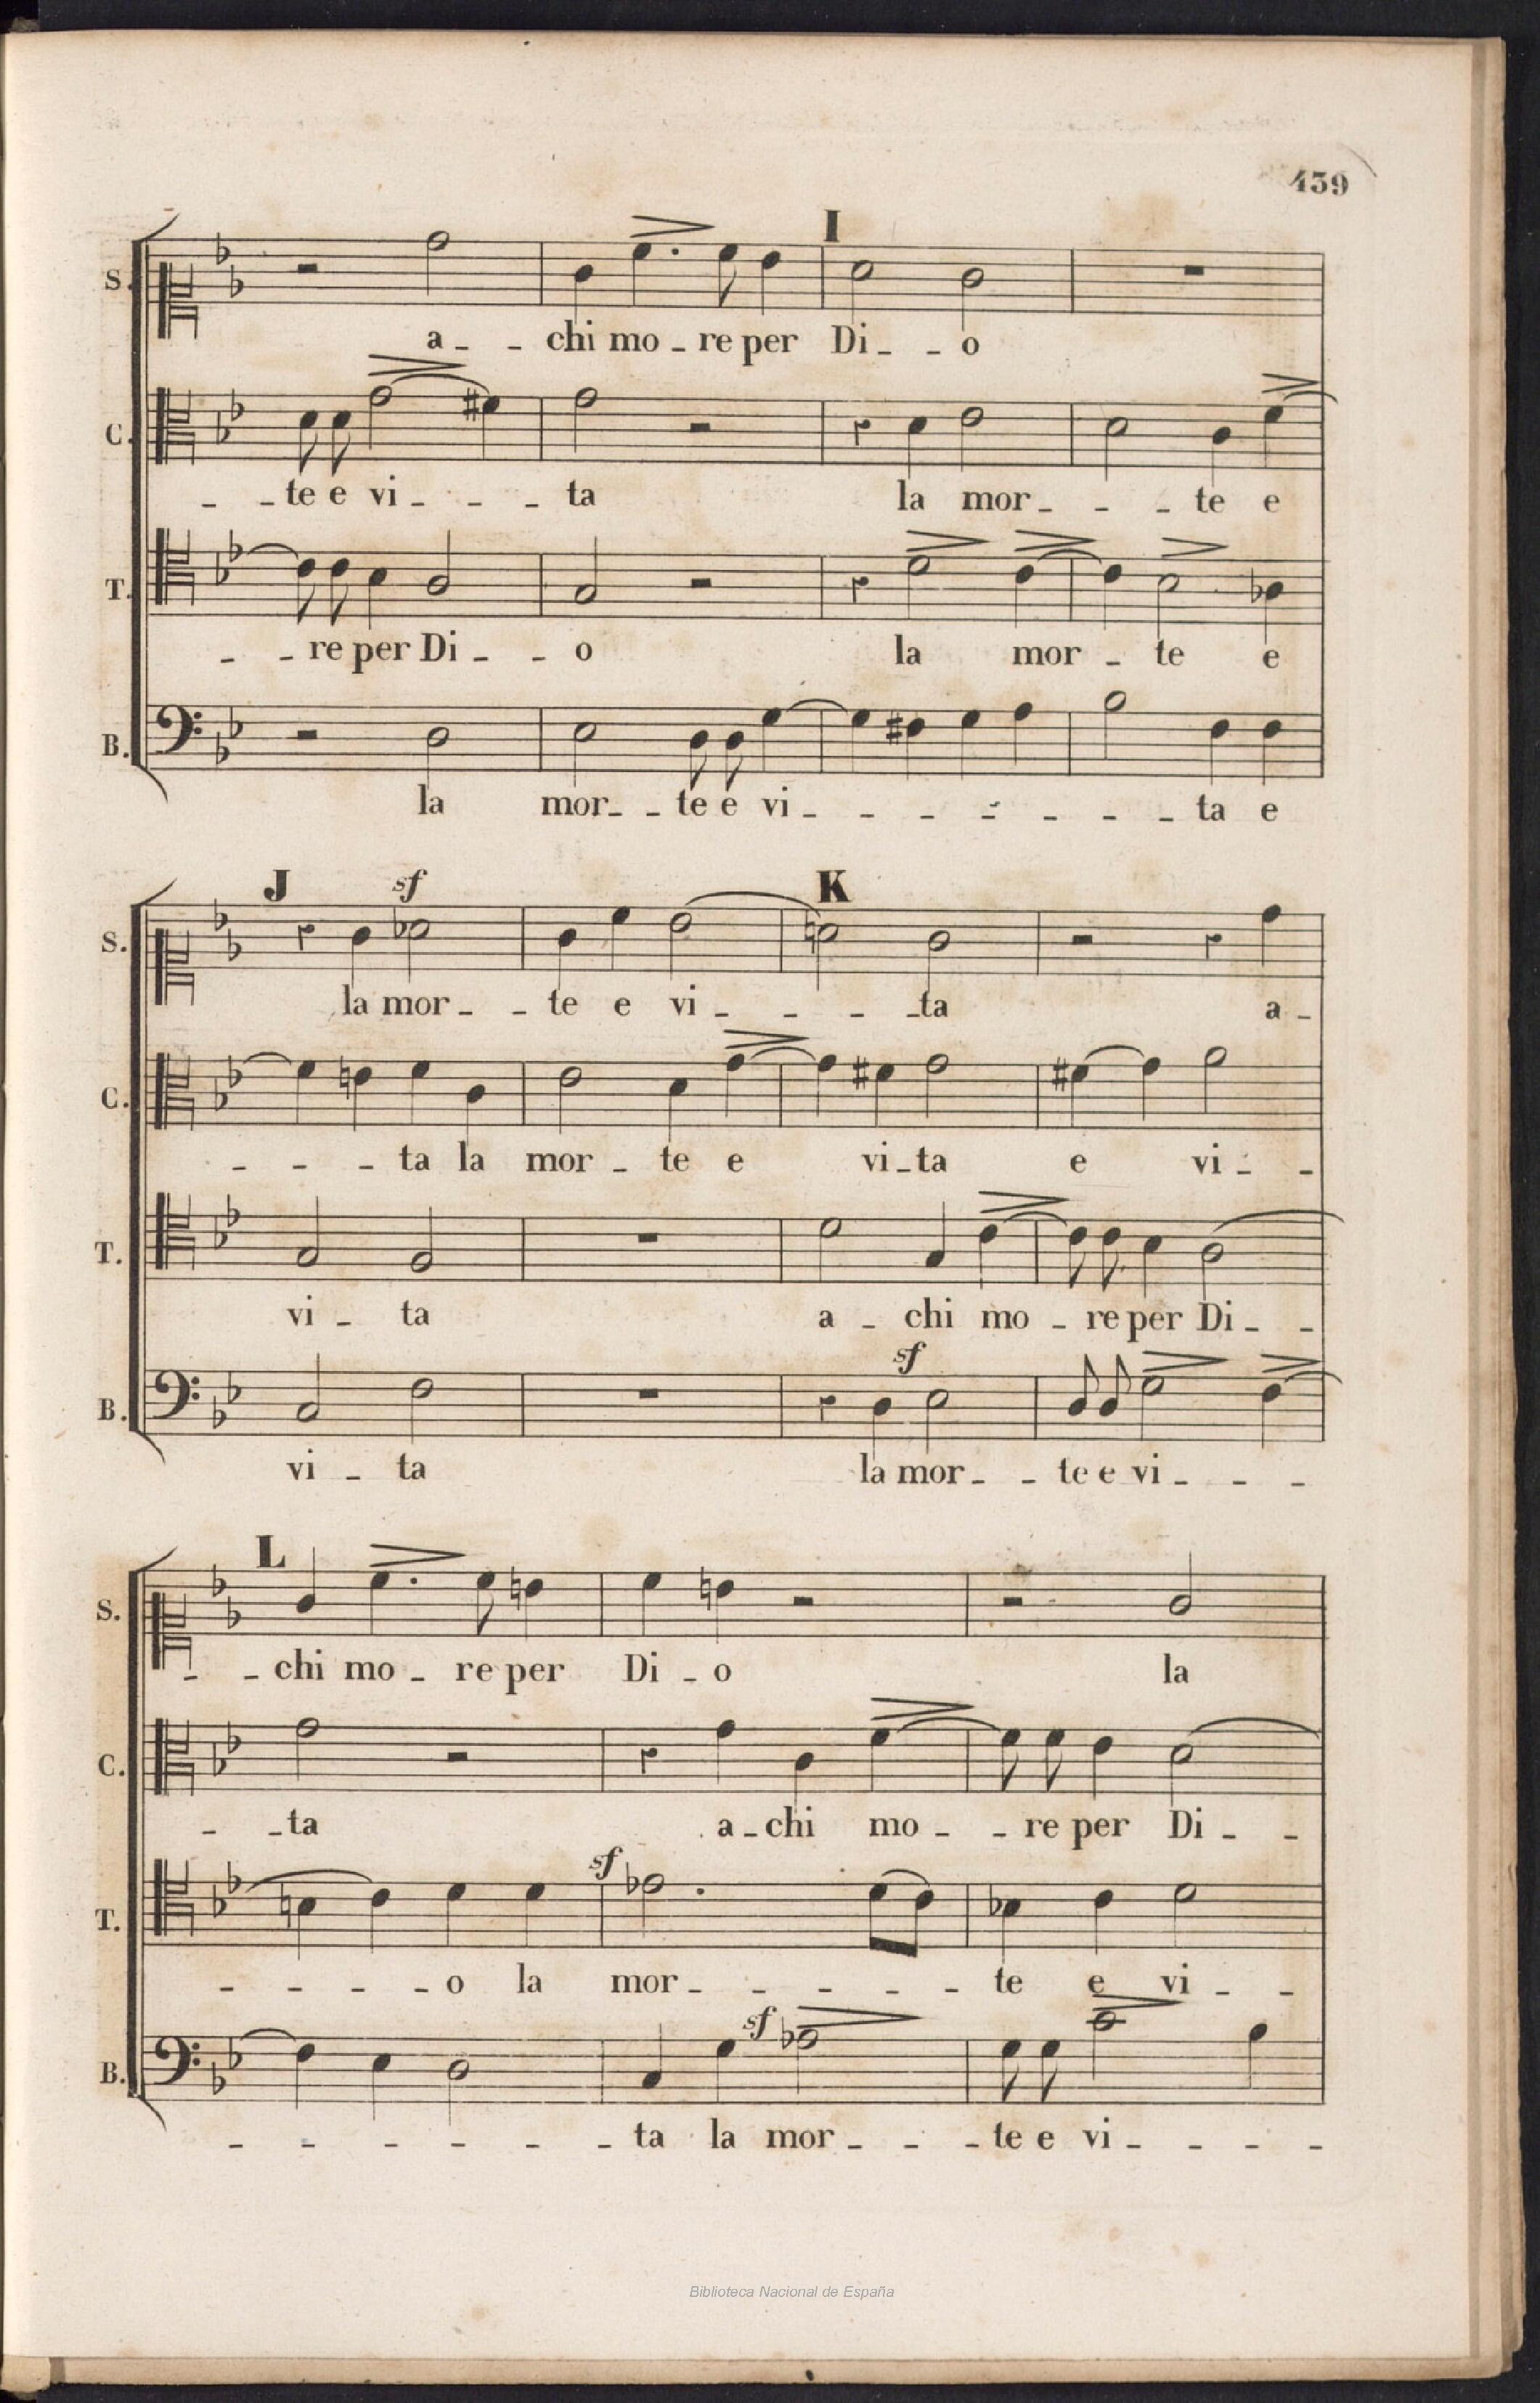 439
I
S.
a _ _ chi mo _ re per Di _ _ o
C.
_ _ te e vi _ _ _ ta la mor _ _ _ te e
T.
_ _ re per Di _ _ o la mor _ te e
B.
la mor _ _ te e vi _ _ _ _ _ _ _ ta e
J sf K
S.
la mor _ _ te e vi _ _ _ _ ta a _
C.
_ _ _ ta la mor _ te e vi _ ta e vi _ _
T.
vi _ ta a _ chi mo _ re per Di _ _
sf
B.
vi _ ta la mor _ _ te e vi _ _ _
L
S.
_ _ chi mo _ re per Di _ o la
C.
_ _ ta a _ chi mo _ _ re per Di _ _
sf
T.
_ _ _ _ o la mor _ _ _ _ _ te e vi _ _
sf
B.
_ _ _ _ _ _ ta la mor _ _ _ te e vi _ _ _ _
Biblioteca Nacional de España